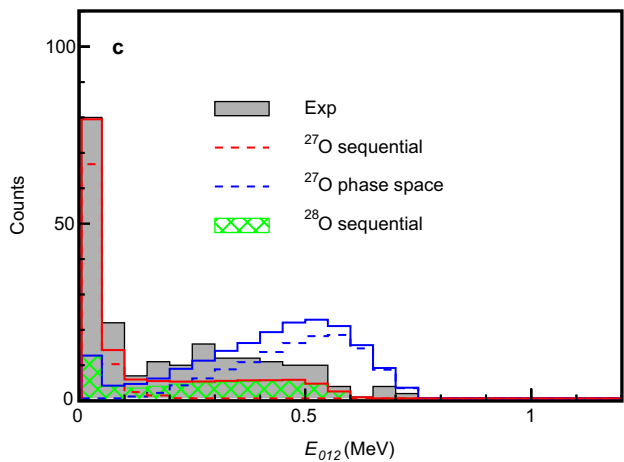 100
c
Exp
²⁷O sequential
²⁷O phase space
50
Counts
²⁸O sequential
0
0 0.5 1
E₀₁₂ (MeV)